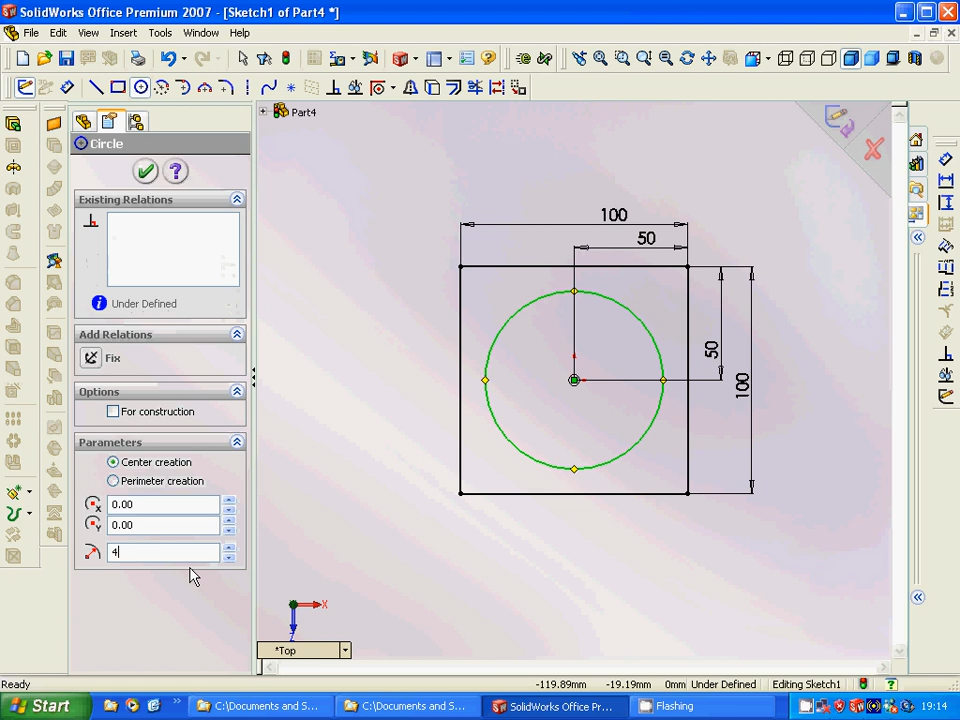 SolidWorks Office Premium 2007 - [Sketch1 of Part4 *]
File Edit View Insert Tools Window Help
Part4
Circle
Existing Relations
Under Defined
Add Relations
Fix
Options
For construction
Parameters
Center creation
Perimeter creation
0.00
0.00
4
100
50
50
100
X
Z
*Top
Ready
-119.89mm -19.19mm 0mm Under Defined Editing Sketch1
Start C:\Documents and S... C:\Documents and S... SolidWorks Office Pr... Flashing 19:14